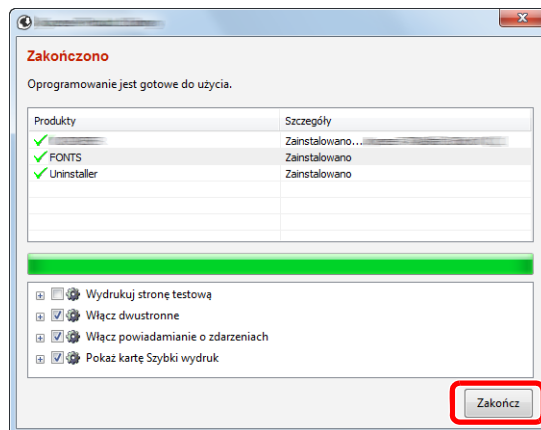 Zakończono
Oprogramowanie jest gotowe do użycia.
Produkty Szczegóły
Zainstalowano...
FONTS Zainstalowano
Uninstaller Zainstalowano
Wydrukuj stronę testową
Włącz dwustronne
Włącz powiadamianie o zdarzeniach
Pokaż kartę Szybki wydruk
Zakończ